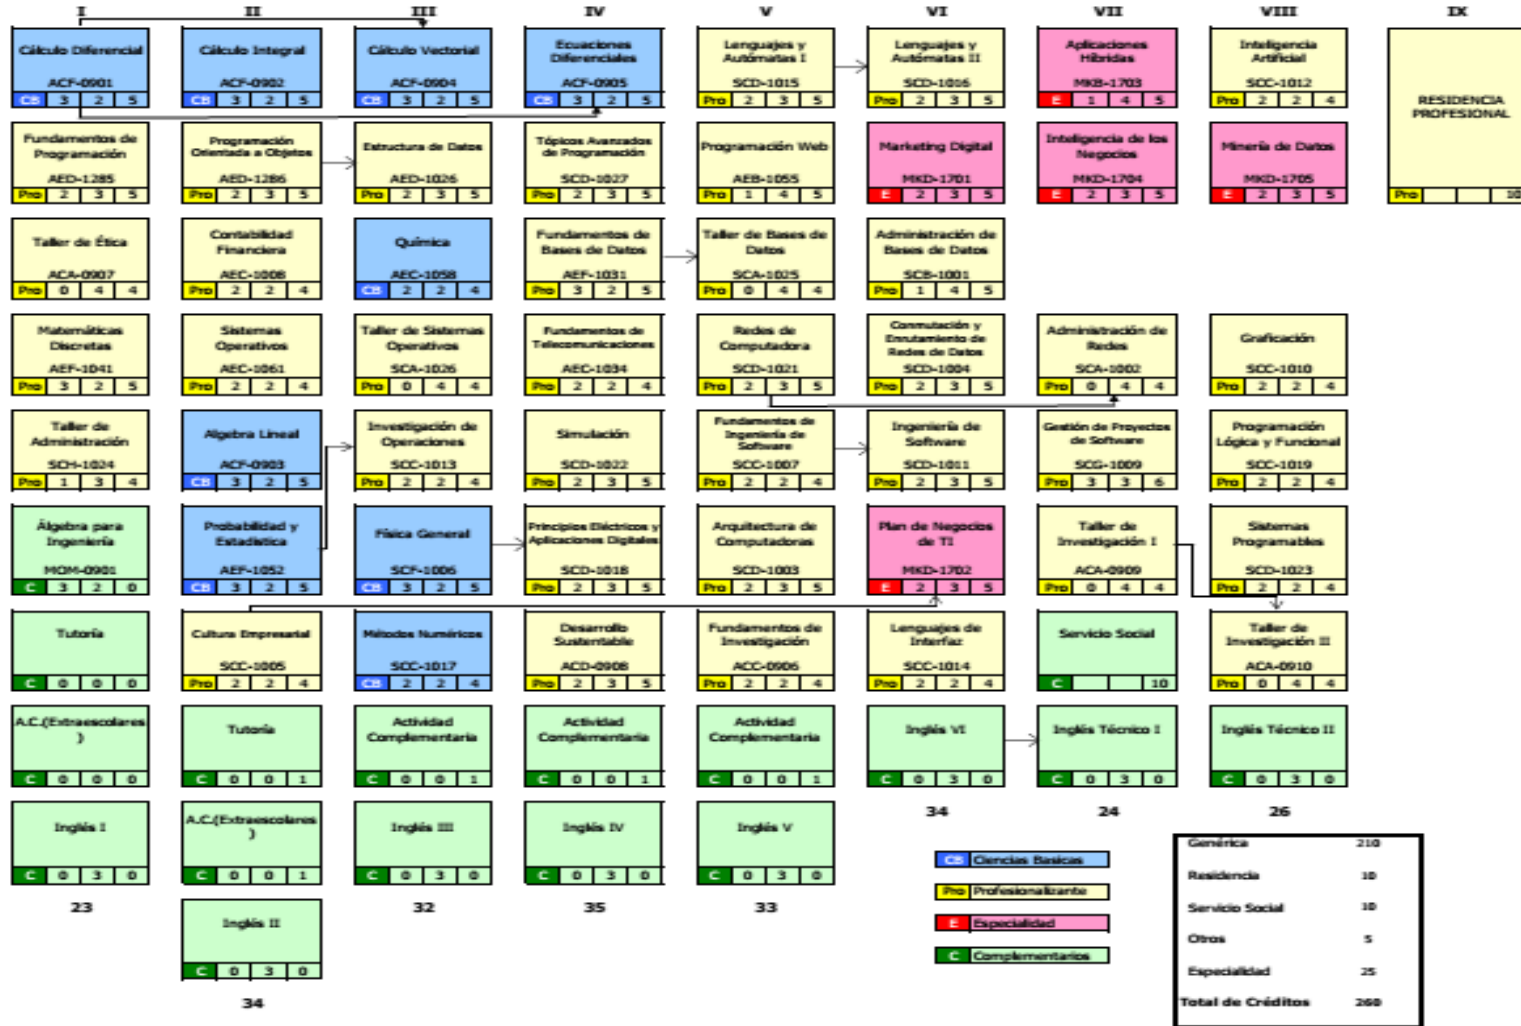 I II III IV V VI VII VIII IX
Cálculo Diferencial
ACF-0901
CB 3 2 5
Cálculo Integral
ACF-0902
CB 3 2 5
Cálculo Vectorial
ACF-0904
CB 3 2 5
Ecuaciones
Diferenciales
ACF-0905
CB 3 2 5
Lenguajes y
Autómatas I
SCD-1015
Pro 2 3 5
Lenguajes y
Autómatas II
SCD-1016
Pro 2 3 5
Aplicaciones
Híbridas
MKB-1703
E 1 4 5
Inteligencia
Artificial
SCC-1012
Pro 2 2 4
RESIDENCIA
PROFESIONAL
Pro 10
Fundamentos de
Programación
AED-1285
Pro 2 3 5
Programación
Orientada a Objetos
AED-1286
Pro 2 3 5
Estructura de Datos
AED-1026
Pro 2 3 5
Tópicos Avanzados
de Programación
SCD-1027
Pro 2 3 5
Programación Web
AEB-1055
Pro 1 4 5
Marketing Digital
MKD-1701
E 2 3 5
Inteligencia de los
Negocios
MKD-1704
E 2 3 5
Minería de Datos
MKD-1705
E 2 3 5
Taller de Ética
ACA-0907
Pro 0 4 4
Contabilidad
Financiera
AEC-1008
Pro 2 2 4
Química
AEC-1058
CB 2 2 4
Fundamentos de
Bases de Datos
AEF-1031
Pro 3 2 5
Taller de Bases de
Datos
SCA-1025
Pro 0 4 4
Administración de
Bases de Datos
SCB-1001
Pro 1 4 5
Matemáticas
Discretas
AEF-1041
Pro 3 2 5
Sistemas
Operativos
AEC-1061
Pro 2 2 4
Taller de Sistemas
Operativos
SCA-1026
Pro 0 4 4
Fundamentos de
Telecomunicaciones
AEC-1034
Pro 2 2 4
Redes de
Computadora
SCD-1021
Pro 2 3 5
Conmutación y
Enrutamiento de
Redes de Datos
SCD-1004
Pro 2 3 5
Administración de
Redes
SCA-1002
Pro 0 4 4
Graficación
SCC-1010
Pro 2 2 4
Taller de
Administración
SCH-1024
Pro 1 3 4
Algebra Lineal
ACF-0903
CB 3 2 5
Investigación de
Operaciones
SCC-1013
Pro 2 2 4
Simulación
SCD-1022
Pro 2 3 5
Fundamentos de
Ingeniería de
Software
SCC-1007
Pro 2 2 4
Ingeniería de
Software
SCD-1011
Pro 2 3 5
Gestión de Proyectos
de Software
SCG-1009
Pro 3 3 6
Programación
Lógica y Funcional
SCC-1019
Pro 2 2 4
Álgebra para
Ingeniería
MOM-0901
C 3 2 0
Probabilidad y
Estadística
AEF-1052
CB 3 2 5
Física General
SCF-1006
CB 3 2 5
Principios Eléctricos y
Aplicaciones Digitales
SCD-1018
Pro 2 3 5
Arquitectura de
Computadoras
SCD-1003
Pro 2 3 5
Plan de Negocios
de TI
MKD-1702
E 2 3 5
Taller de
Investigación I
ACA-0909
Pro 0 4 4
Sistemas
Programables
SCD-1023
Pro 2 2 4
Tutoría
C 0 0 0
Cultura Empresarial
SCC-1005
Pro 2 2 4
Métodos Numéricos
SCC-1017
CB 2 2 4
Desarrollo
Sustentable
ACD-0908
Pro 2 3 5
Fundamentos de
Investigación
ACC-0906
Pro 2 2 4
Lenguajes de
Interfaz
SCC-1014
Pro 2 2 4
Servicio Social
C 10
Taller de
Investigación II
ACA-0910
Pro 0 4 4
A.C.(Extraescolares
)
C 0 0 0
Tutoría
C 0 0 1
Actividad
Complementaria
C 0 0 1
Actividad
Complementaria
C 0 0 1
Actividad
Complementaria
C 0 0 1
Inglés VI
C 0 3 0
Inglés Técnico I
C 0 3 0
Inglés Técnico II
C 0 3 0
Inglés I
C 0 3 0
A.C.(Extraescolares
)
C 0 0 1
Inglés III
C 0 3 0
Inglés IV
C 0 3 0
Inglés V
C 0 3 0
34 24 26
23
32 35 33
Inglés II
C 0 3 0
34
CB Ciencias Basicas
Pro Profesionalizante
E Especialidad
C Complementarios
Genérica 210
Residencia 10
Servicio Social 10
Otros 5
Especialidad 25
Total de Créditos 260